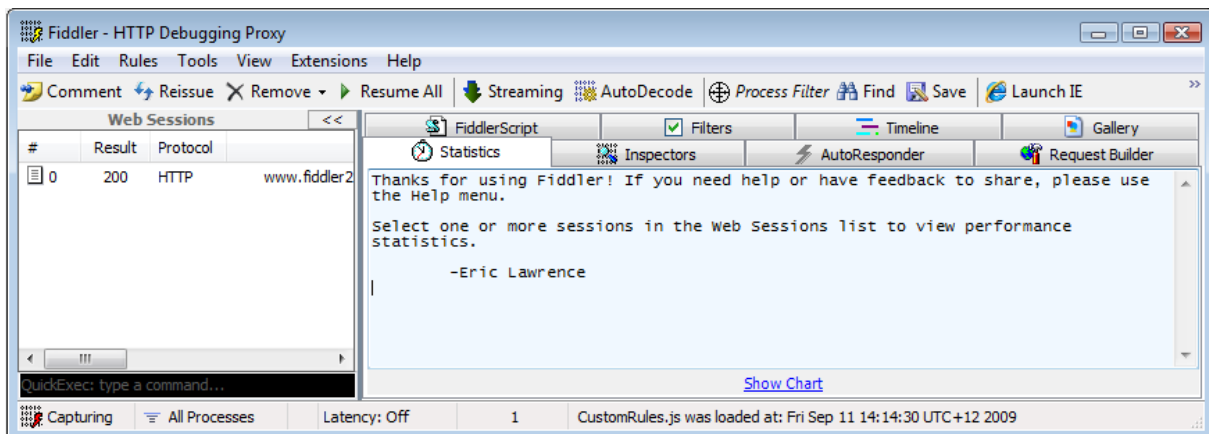 Fiddler - HTTP Debugging Proxy
File Edit Rules Tools View Extensions Help
Comment Reissue Remove Resume All Streaming AutoDecode Process Filter Find Save Launch IE
Web Sessions <<
# Result Protocol
0 200 HTTP www.fiddler2
QuickExec: type a command...
FiddlerScript Filters Timeline Gallery
Statistics Inspectors AutoResponder Request Builder
Thanks for using Fiddler! If you need help or have feedback to share, please use
the Help menu.
Select one or more sessions in the Web Sessions list to view performance
statistics.
-Eric Lawrence
Show Chart
Capturing All Processes Latency: Off 1 CustomRules.js was loaded at: Fri Sep 11 14:14:30 UTC+12 2009